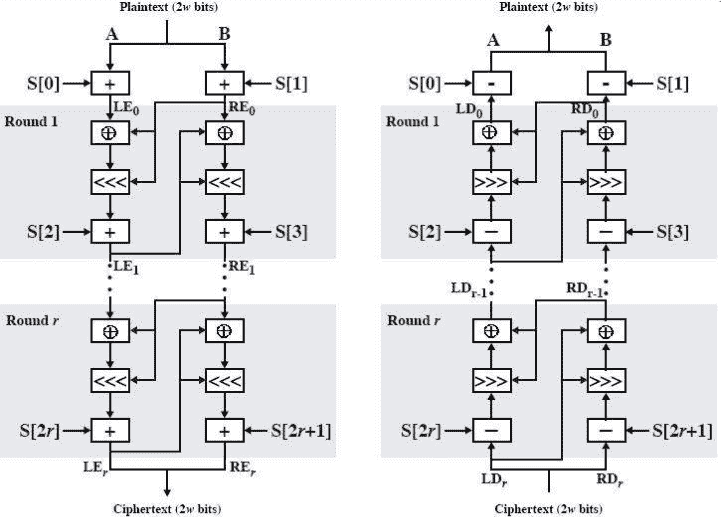 Plaintext (2w bits)
A B
S[0] + + S[1]
LE0 RE0
Round 1
⊕ ⊕
<<< <<<
S[2] + + S[3]
LE1 RE1
Round r
⊕ ⊕
<<< <<<
S[2r] + + S[2r+1]
LEr REr
Ciphertext (2w bits)
Plaintext (2w bits)
A B
S[0] - - S[1]
LD0 RD0
Round 1
⊕ ⊕
>>> >>>
S[2] − − S[3]
LDr-1 RDr-1
Round r
⊕ ⊕
>>> >>>
S[2r] − − S[2r+1]
LDr RDr
Ciphertext (2w bits)